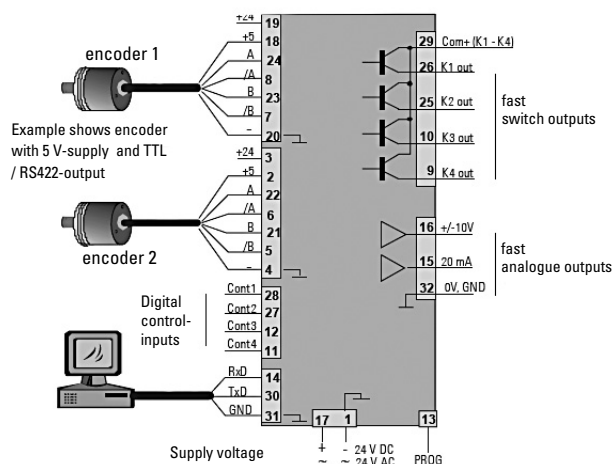 +24 19
encoder 1
+5 18
A 24
/A 8
B 23
/B 7
- 20
Example shows encoder
with 5 V-supply and TTL
/ RS422-output
+24 3
+5 2
A 22
/A 6
B 21
/B 5
- 4
encoder 2
Digital
control-
inputs
Cont1 28
Cont2 27
Cont3 12
Cont4 11
RxD 14
TxD 30
GND 31
Supply voltage
17 1 13
+ - 24 V DC
~ ~ 24 V AC
PROG
29 Com+ (K1 - K4)
26 K1 out
25 K2 out
10 K3 out
9 K4 out
fast
switch outputs
16 +/-10V
15 20 mA
32 0V, GND
fast
analogue outputs